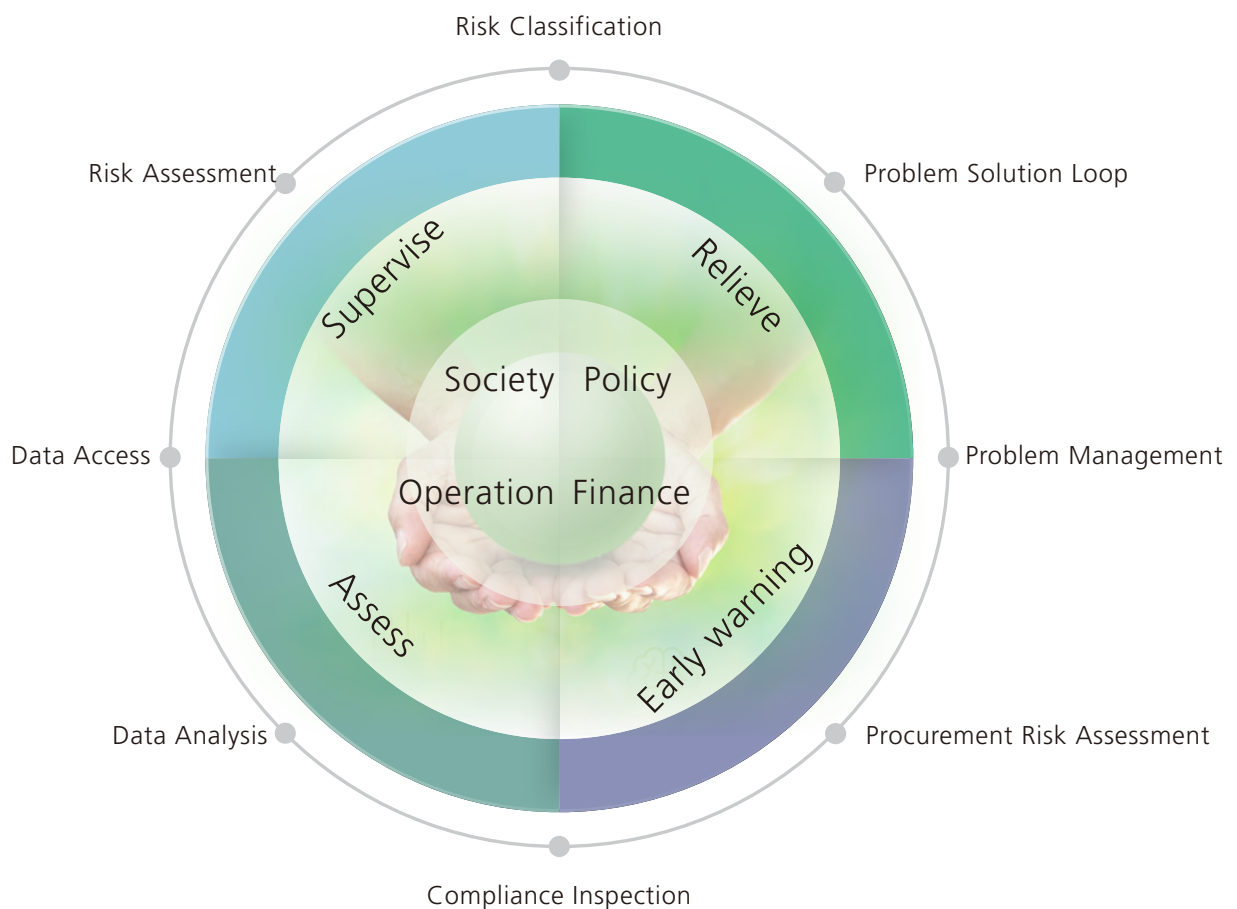 Risk Classification
Risk Assessment
Problem Solution Loop
Supervise
Relieve
Society
Policy
Data Access
Problem Management
Operation
Finance
Assess
Early warning
Data Analysis
Procurement Risk Assessment
Compliance Inspection